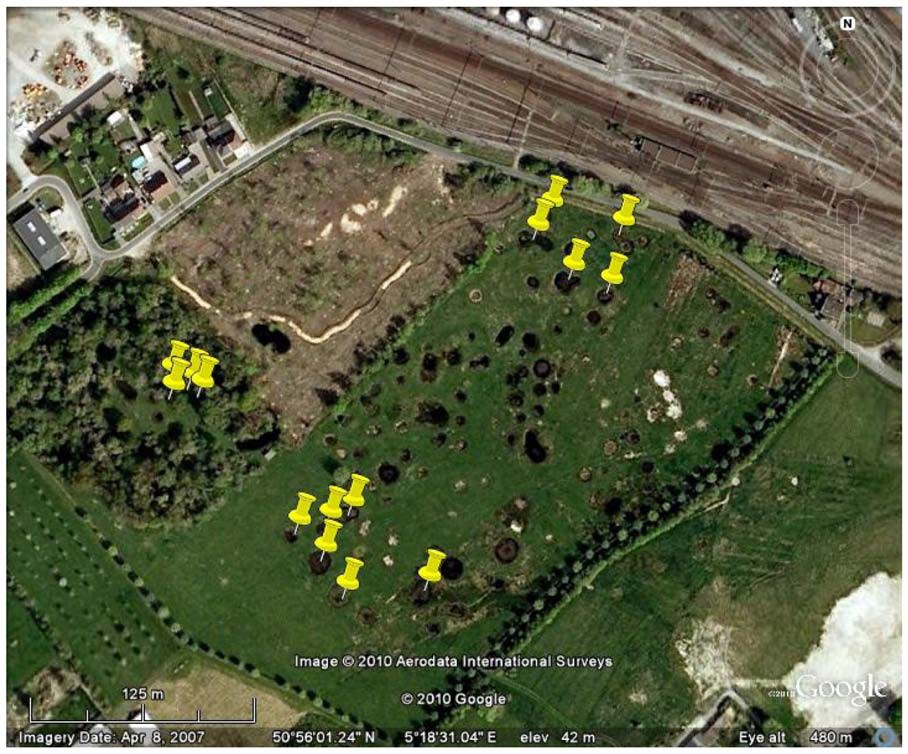 N
Image © 2010 Aerodata International Surveys
©2010 Google
© 2010 Google
125 m
Imagery Date: Apr 8, 2007 50°56'01.24" N 5°18'31.04" E elev 42 m Eye alt 480 m